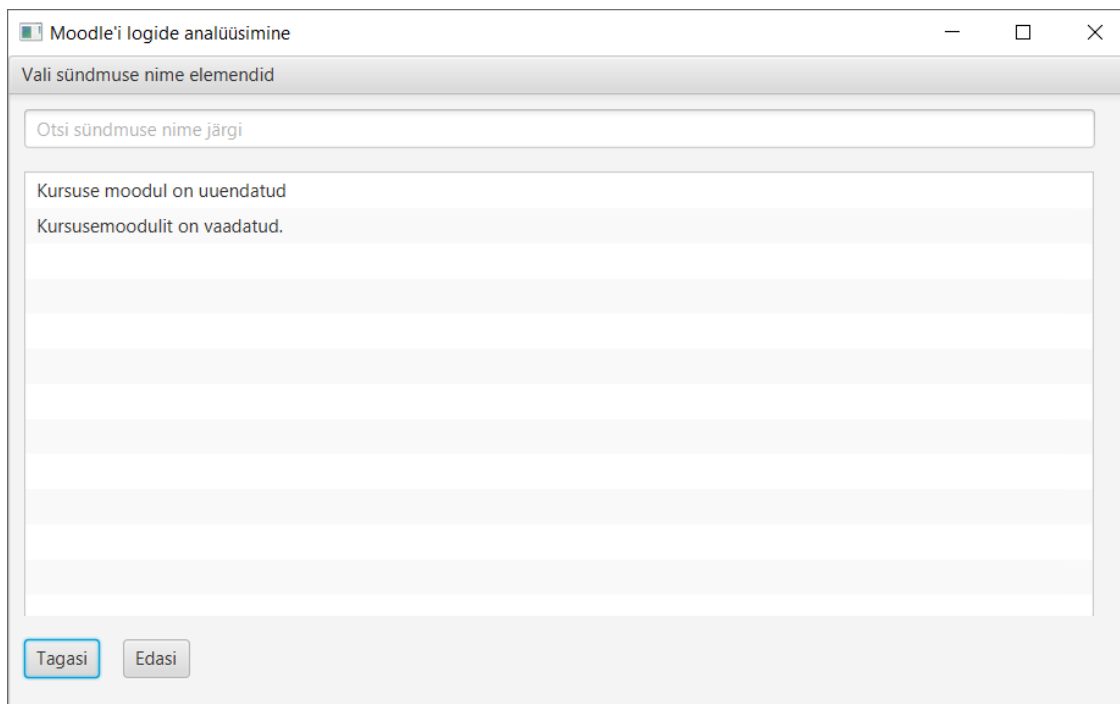 Moodle'i logide analüüsimine
Vali sündmuse nime elemendid
Otsi sündmuse nime järgi
Kursuse moodul on uuendatud
Kursusemoodulit on vaadatud.
Tagasi Edasi